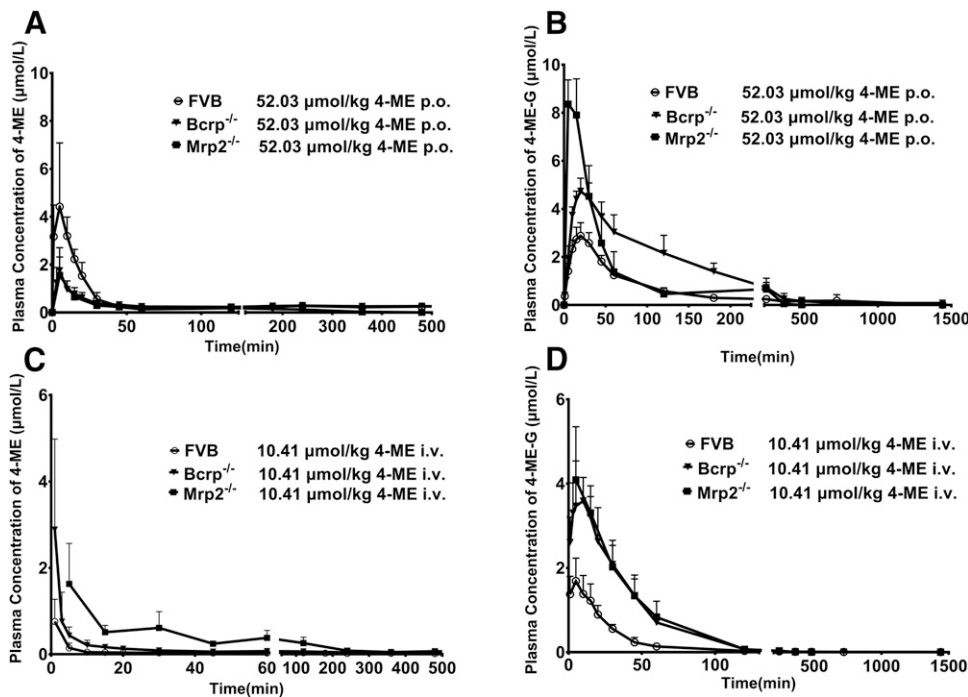 A
Plasma Concentration of 4-ME (μmol/L)
10
8
6
4
2
0
FVB 52.03 μmol/kg 4-ME p.o.
Bcrp-/- 52.03 μmol/kg 4-ME p.o.
Mrp2-/- 52.03 μmol/kg 4-ME p.o.
0 50 100 200 300 400 500
Time(min)
B
Plasma Concentration of 4-ME-G (μmol/L)
10
8
6
4
2
0
FVB 52.03 μmol/kg 4-ME p.o.
Bcrp-/- 52.03 μmol/kg 4-ME p.o.
Mrp2-/- 52.03 μmol/kg 4-ME p.o.
0 50 100 150 200 500 1000 1500
Time(min)
C
Plasma Concentration of 4-ME (μmol/L)
6
4
2
0
FVB 10.41 μmol/kg 4-ME i.v.
Bcrp-/- 10.41 μmol/kg 4-ME i.v.
Mrp2-/- 10.41 μmol/kg 4-ME i.v.
0 20 40 60 100 200 300 400 500
Time(min)
D
Plasma Concentration of 4-ME-G (μmol/L)
6
4
2
0
FVB 10.41 μmol/kg 4-ME i.v.
Bcrp-/- 10.41 μmol/kg 4-ME i.v.
Mrp2-/- 10.41 μmol/kg 4-ME i.v.
0 50 100 500 1000 1500
Time(min)